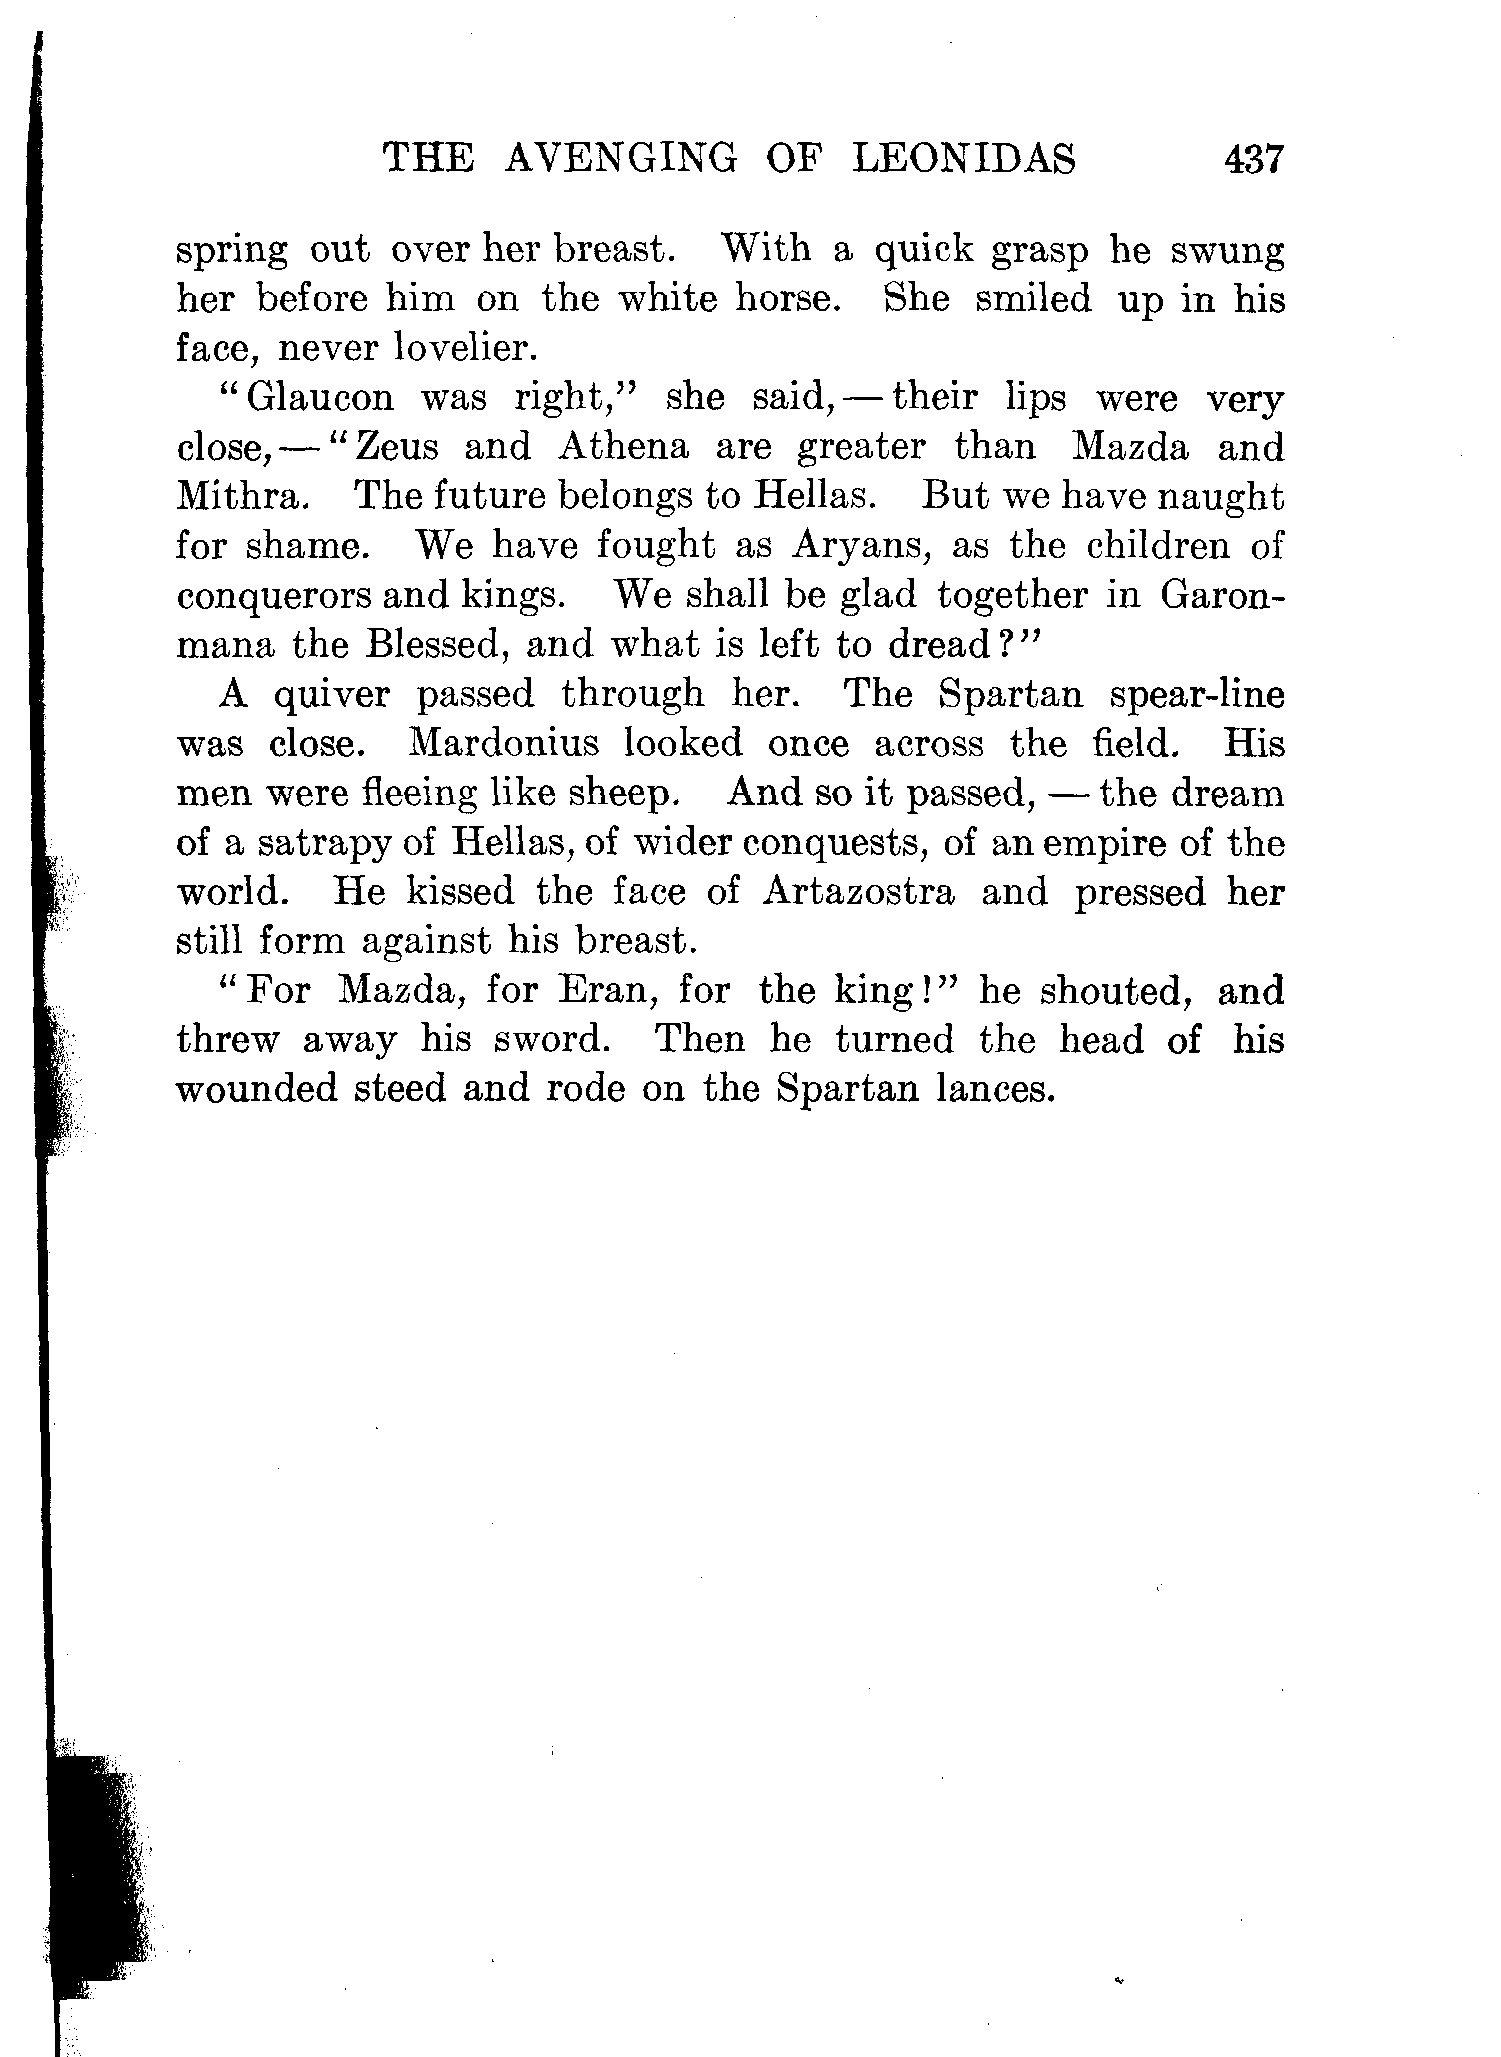 THE AVENGING OF LEONIDAS 437
spring out over her breast. With a quick grasp he swung
her before him on the white horse. She smiled up in his
face, never lovelier.
“Glaucon was right,” she said,—their lips were very
close,—“Zeus and Athena are greater than Mazda and
Mithra. The future belongs to Hellas. But we have naught
for shame. We have fought as Aryans, as the children of
conquerors and kings. We shall be glad together in Garon-
mana the Blessed, and what is left to dread?”
A quiver passed through her. The Spartan spear-line
was close. Mardonius looked once across the field. His
men were fleeing like sheep. And so it passed,—the dream
of a satrapy of Hellas, of wider conquests, of an empire of the
world. He kissed the face of Artazostra and pressed her
still form against his breast.
“For Mazda, for Eran, for the king!” he shouted, and
threw away his sword. Then he turned the head of his
wounded steed and rode on the Spartan lances.